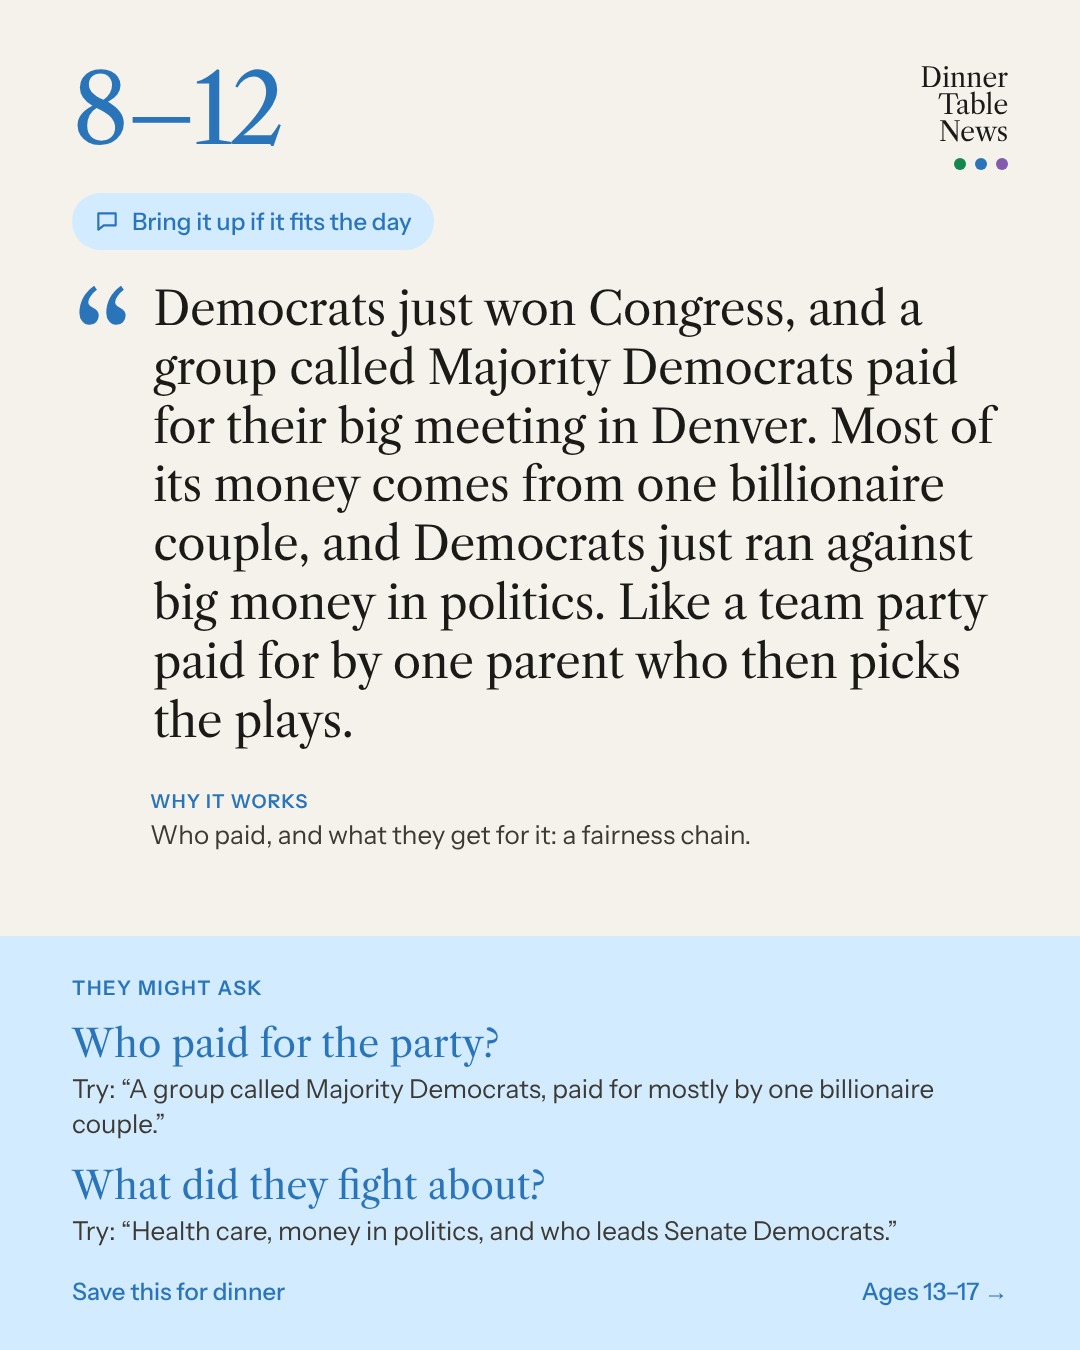 8–12
Dinner
Table
News
Bring it up if it fits the day
“ Democrats just won Congress, and a
group called Majority Democrats paid
for their big meeting in Denver. Most of
its money comes from one billionaire
couple, and Democrats just ran against
big money in politics. Like a team party
paid for by one parent who then picks
the plays.
WHY IT WORKS
Who paid, and what they get for it: a fairness chain.
THEY MIGHT ASK
Who paid for the party?
Try: “A group called Majority Democrats, paid for mostly by one billionaire
couple.”
What did they fight about?
Try: “Health care, money in politics, and who leads Senate Democrats.”
Save this for dinner
Ages 13–17 →